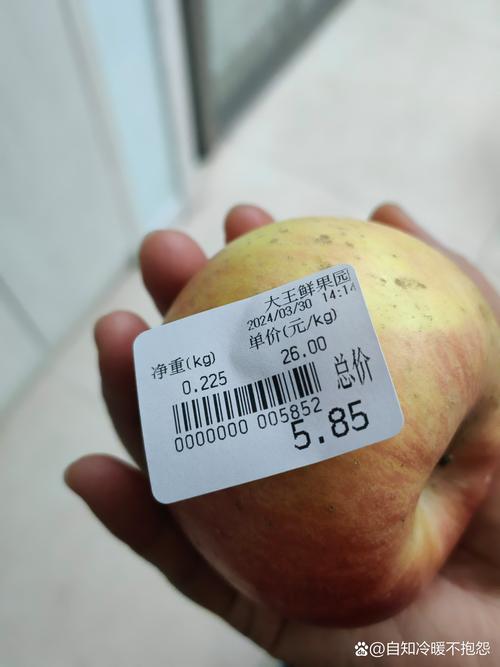 大王鲜果园
2024/03/30 14:14
净重(kg) 单价(元/kg)
0.225 26.00 总价
0000000 005852 5.85
@自知冷暖不抱怨